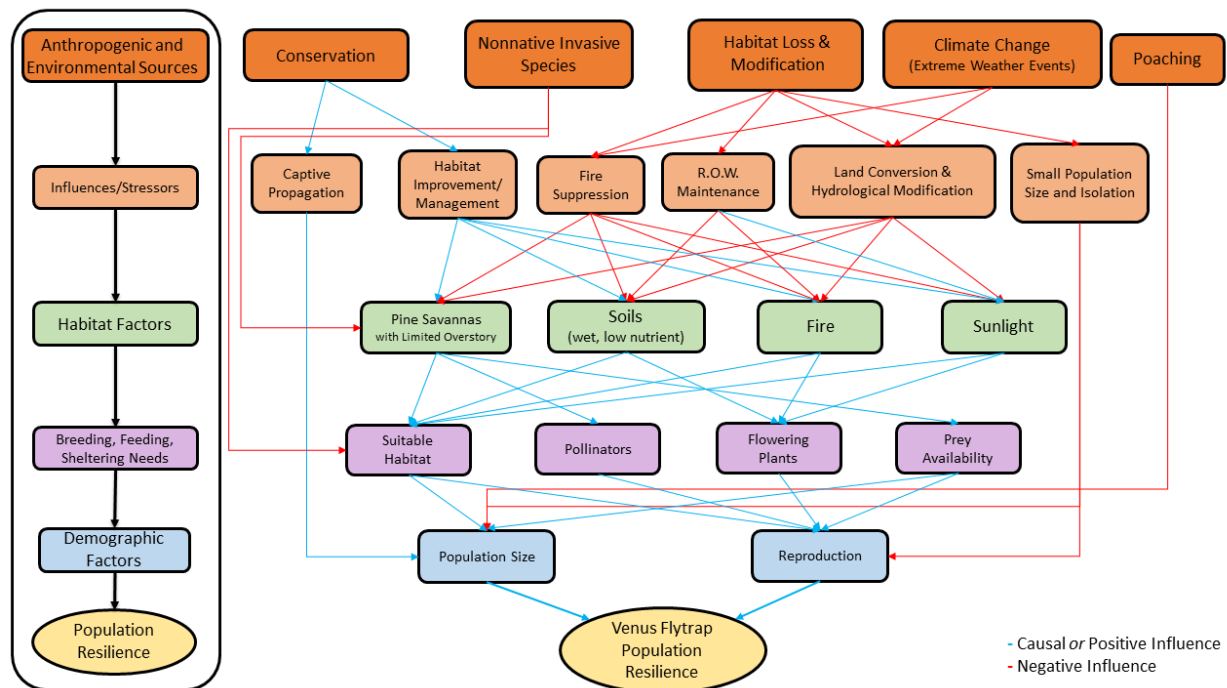 Anthropogenic and
Environmental Sources
Influences/Stressors
Habitat Factors
Breeding, Feeding,
Sheltering Needs
Demographic
Factors
Population
Resilience
Conservation
Nonnative Invasive
Species
Habitat Loss &
Modification
Climate Change
(Extreme Weather Events)
Poaching
Captive
Propagation
Habitat
Improvement/
Management
Fire
Suppression
R.O.W.
Maintenance
Land Conversion &
Hydrological Modification
Small Population
Size and Isolation
Pine Savannas
with Limited Overstory
Soils
(wet, low nutrient)
Fire
Sunlight
Suitable
Habitat
Pollinators
Flowering
Plants
Prey
Availability
Population Size
Reproduction
Venus Flytrap
Population
Resilience
- Causal or Positive Influence
- Negative Influence